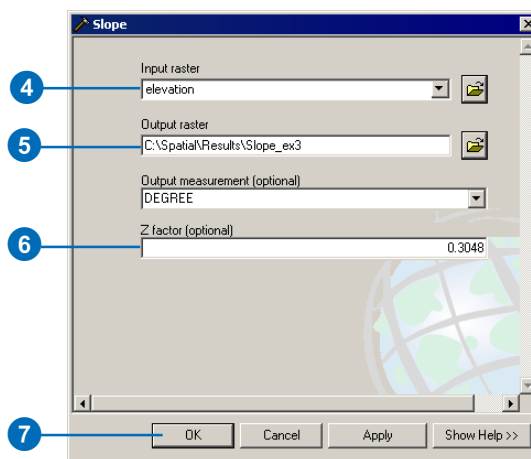 Slope
Input raster
4
elevation
Output raster
5
C:\Spatial\Results\Slope_ex3
Output measurement (optional)
DEGREE
Z factor (optional)
6
0.3048
7
OK Cancel Apply Show Help >>